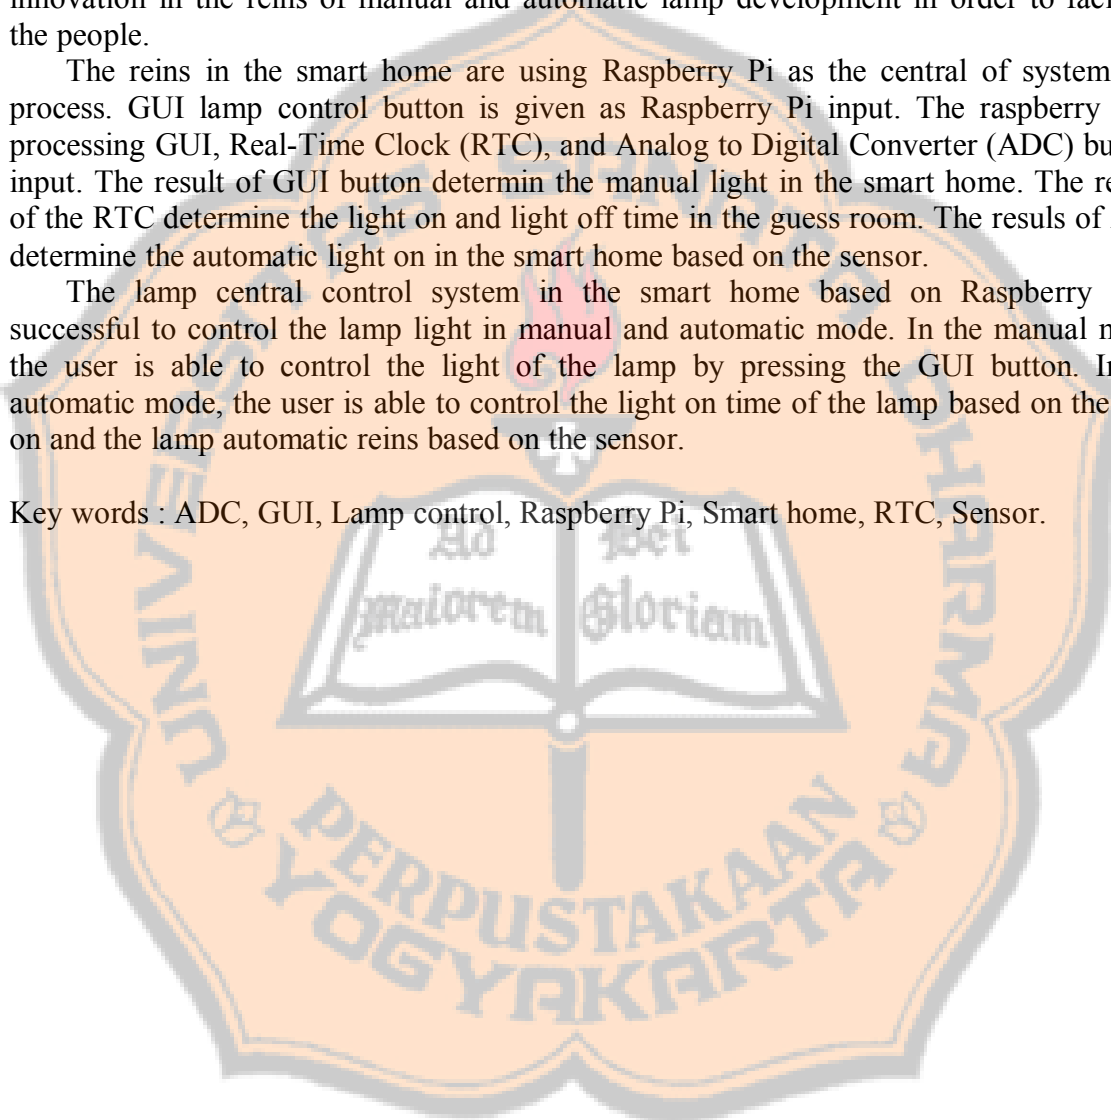 innovation in the reins of manual and automatic lamp development in order to faci
the people.
The reins in the smart home are using Raspberry Pi as the central of system
process. GUI lamp control button is given as Raspberry Pi input. The raspberry
processing GUI, Real-Time Clock (RTC), and Analog to Digital Converter (ADC) bu
input. The result of GUI button determin the manual light in the smart home. The re
of the RTC determine the light on and light off time in the guess room. The resuls of
determine the automatic light on in the smart home based on the sensor.
The lamp central control system in the smart home based on Raspberry
successful to control the lamp light in manual and automatic mode. In the manual m
the user is able to control the light of the lamp by pressing the GUI button. In
automatic mode, the user is able to control the light on time of the lamp based on the
on and the lamp automatic reins based on the sensor.
Key words : ADC, GUI, Lamp control, Raspberry Pi, Smart home, RTC, Sensor.
UNIVERSITAS SANATA DHARMA
Ad Dei
maiorem Gloriam
PERPUSTAKAAN
YOGYAKARTA